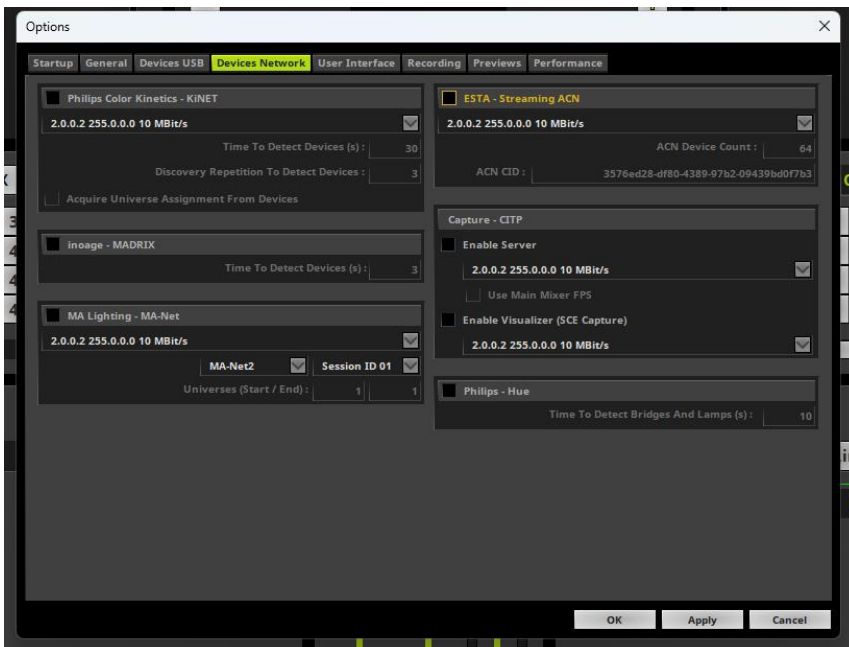 Options
Startup General Devices USB Devices Network User Interface Recording Previews Performance
Philips Color Kinetics - KiNET
2.0.0.2 255.0.0.0 10 MBit/s
Time To Detect Devices (s) : 30
Discovery Repetition To Detect Devices : 3
Acquire Universe Assignment From Devices
inoage - MADRIX
Time To Detect Devices (s) : 3
MA Lighting - MA-Net
2.0.0.2 255.0.0.0 10 MBit/s
MA-Net2 Session ID 01
Universes (Start / End) : 1 1
ESTA - Streaming ACN
2.0.0.2 255.0.0.0 10 MBit/s
ACN Device Count : 64
ACN CID : 3576ed28-df80-4389-97b2-09439bd0f7b3
Capture - CITP
Enable Server
2.0.0.2 255.0.0.0 10 MBit/s
Use Main Mixer FPS
Enable Visualizer (SCE Capture)
2.0.0.2 255.0.0.0 10 MBit/s
Philips - Hue
Time To Detect Bridges And Lamps (s) : 10
OK Apply Cancel